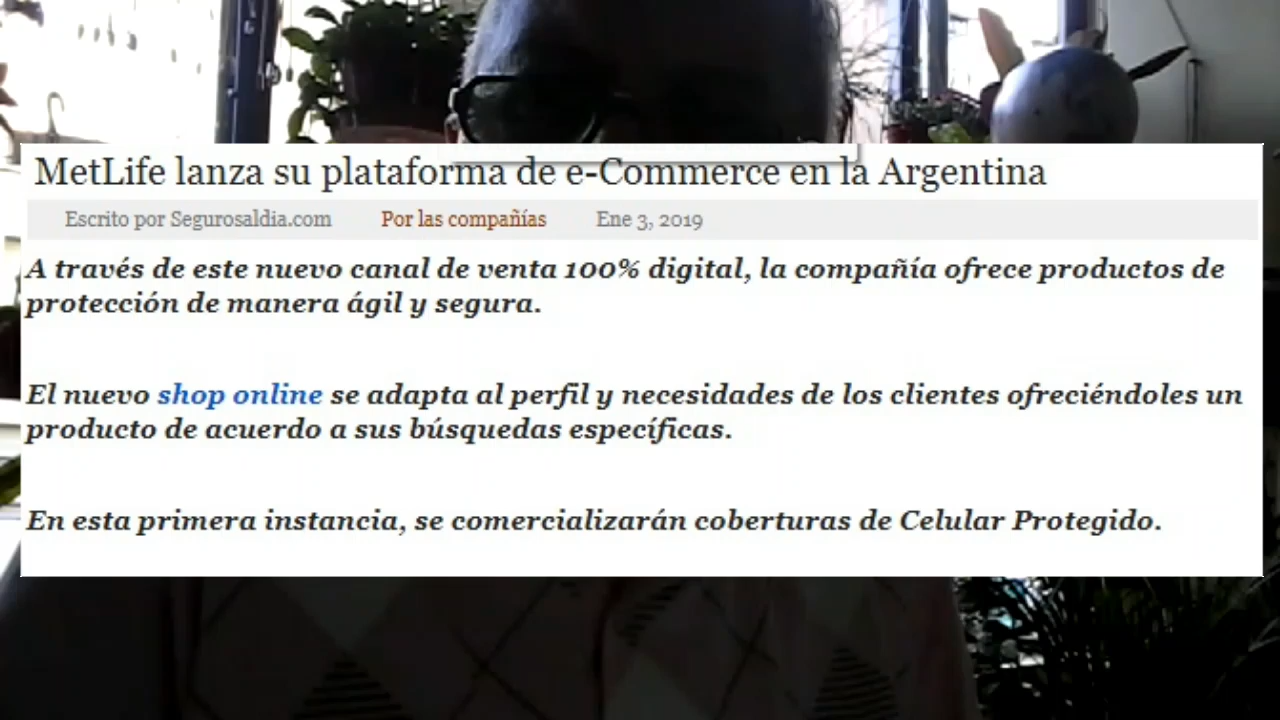 MetLife lanza su plataforma de e-Commerce en la Argentina
Escrito por Segurosaldia.com Por las compañías Ene 3, 2019
A través de este nuevo canal de venta 100% digital, la compañía ofrece productos de
protección de manera ágil y segura.
El nuevo shop online se adapta al perfil y necesidades de los clientes ofreciéndoles un
producto de acuerdo a sus búsquedas específicas.
En esta primera instancia, se comercializarán coberturas de Celular Protegido.